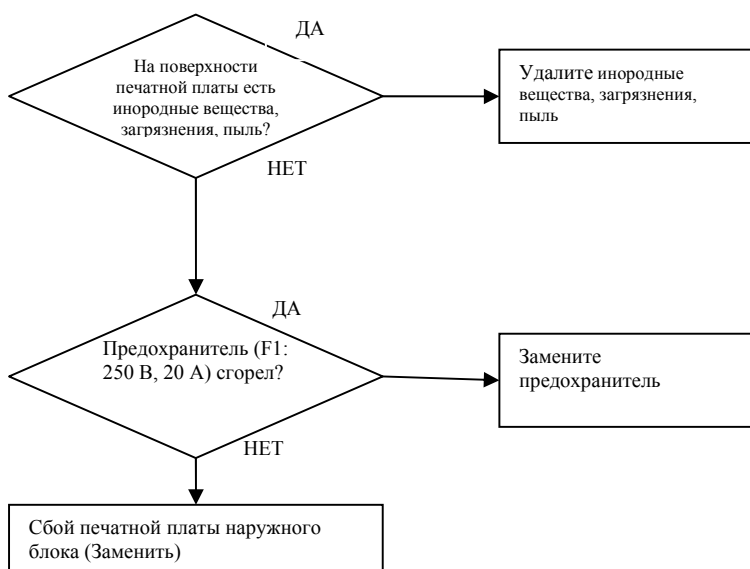 ДА
На поверхности
печатной платы есть
инородные вещества,
загрязнения, пыль?
Удалите инородные
вещества, загрязнения,
пыль
НЕТ
ДА
Предохранитель (F1:
250 В, 20 А) сгорел?
Замените
предохранитель
НЕТ
Сбой печатной платы наружного
блока (Заменить)